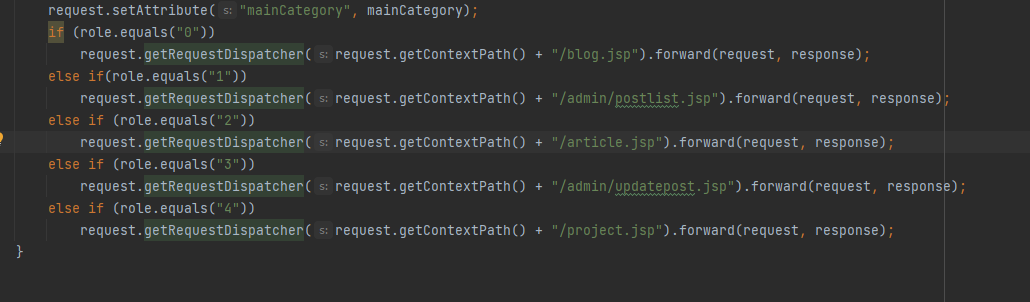 request.setAttribute( s: "mainCategory", mainCategory);
if (role.equals("0"))
request.getRequestDispatcher( s: request.getContextPath() + "/blog.jsp").forward(request, response);
else if(role.equals("1"))
request.getRequestDispatcher( s: request.getContextPath() + "/admin/postlist.jsp").forward(request, response);
else if (role.equals("2"))
request.getRequestDispatcher( s: request.getContextPath() + "/article.jsp").forward(request, response);
else if (role.equals("3"))
request.getRequestDispatcher( s: request.getContextPath() + "/admin/updatepost.jsp").forward(request, response);
else if (role.equals("4"))
request.getRequestDispatcher( s: request.getContextPath() + "/project.jsp").forward(request, response);
}